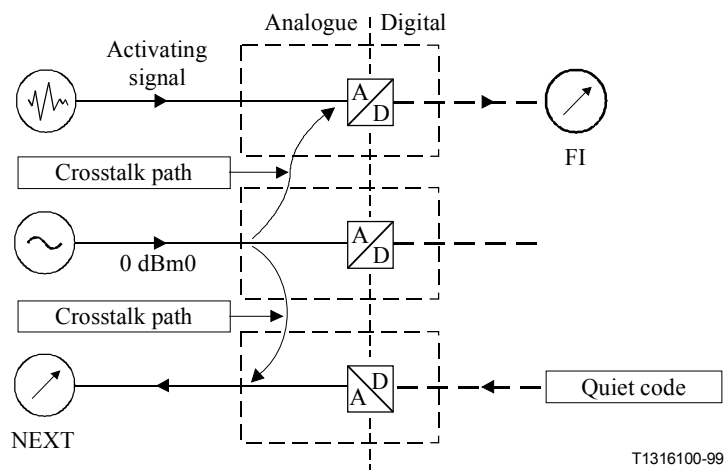 Analogue Digital
Activating
signal
A
D
FI
Crosstalk path
A
D
0 dBm0
Crosstalk path
D
A
Quiet code
NEXT
T1316100-99